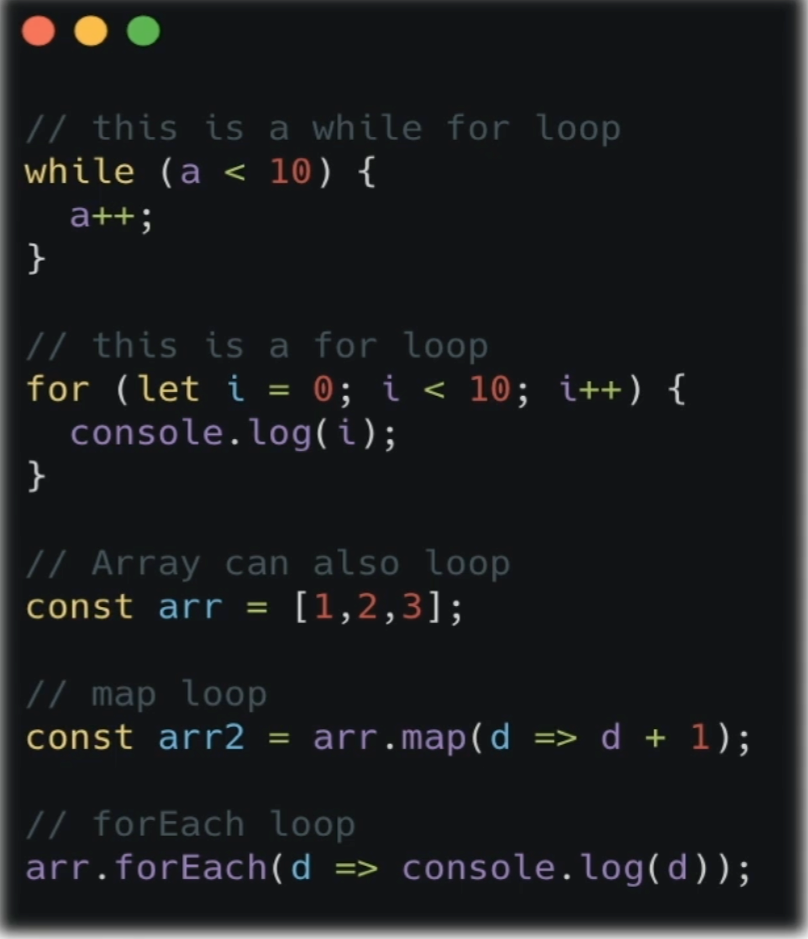 // this is a while for loop
while (a < 10) {
  a++;
}
// this is a for loop
for (let i = 0; i < 10; i++) {
  console.log(i);
}
// Array can also loop
const arr = [1,2,3];
// map loop
const arr2 = arr.map(d => d + 1);
// forEach loop
arr.forEach(d => console.log(d));